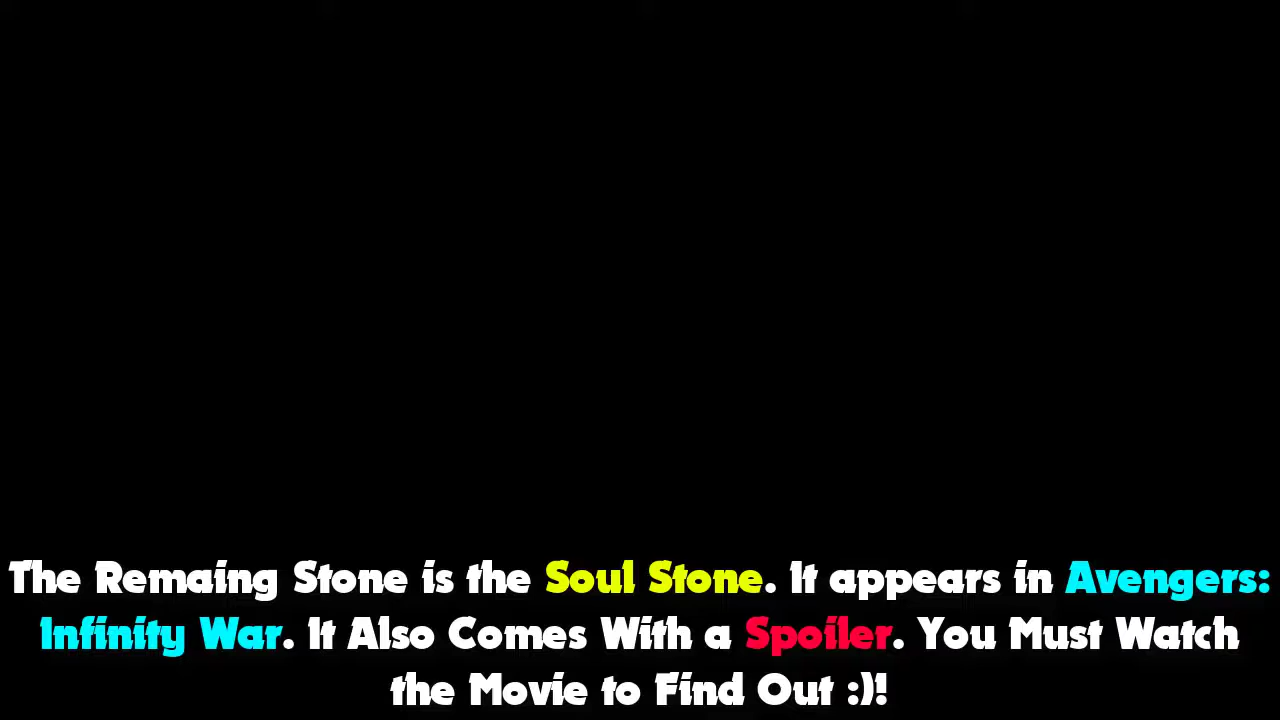 The Remaing Stone is the Soul Stone. It appears in Avengers:
Infinity War. It Also Comes With a Spoiler. You Must Watch
the Movie to Find Out :)!